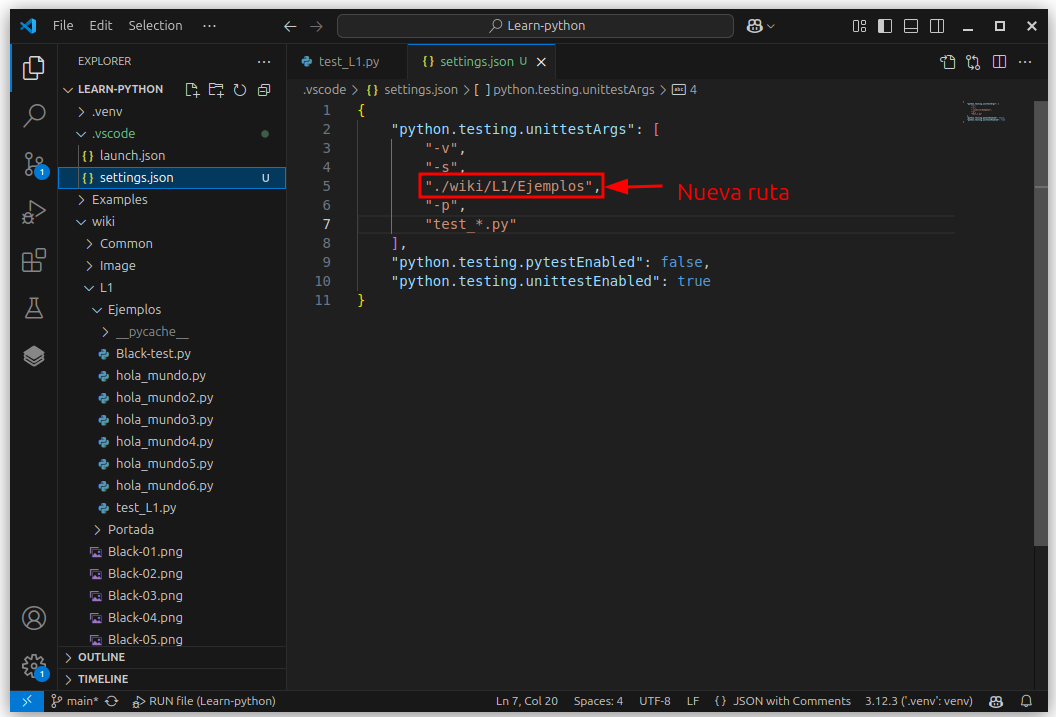 File Edit Selection ··· Learn-python
EXPLORER ···
LEARN-PYTHON
.venv
.vscode
launch.json
settings.json U
Examples
wiki
Common
Image
L1
Ejemplos
__pycache__
Black-test.py
hola_mundo.py
hola_mundo2.py
hola_mundo3.py
hola_mundo4.py
hola_mundo5.py
hola_mundo6.py
test_L1.py
Portada
Black-01.png
Black-02.png
Black-03.png
Black-04.png
Black-05.png
OUTLINE
TIMELINE
1
1
test_L1.py {} settings.json U
.vscode > {} settings.json > [ ] python.testing.unittestArgs > abc 4
1 {
2 "python.testing.unittestArgs": [
3 "-v",
4 "-s",
5 "./wiki/L1/Ejemplos",
Nueva ruta
6 "-p",
7 "test_*.py"
8 ],
9 "python.testing.pytestEnabled": false,
10 "python.testing.unittestEnabled": true
11 }
main* RUN file (Learn-python) Ln 7, Col 20 Spaces: 4 UTF-8 LF {} JSON with Comments 3.12.3 ('.venv': venv)